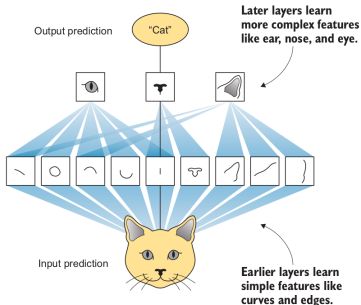 Later layers learn
more complex features
like ear, nose, and eye.
Output prediction
“Cat”
Input prediction
Earlier layers learn
simple features like
curves and edges.